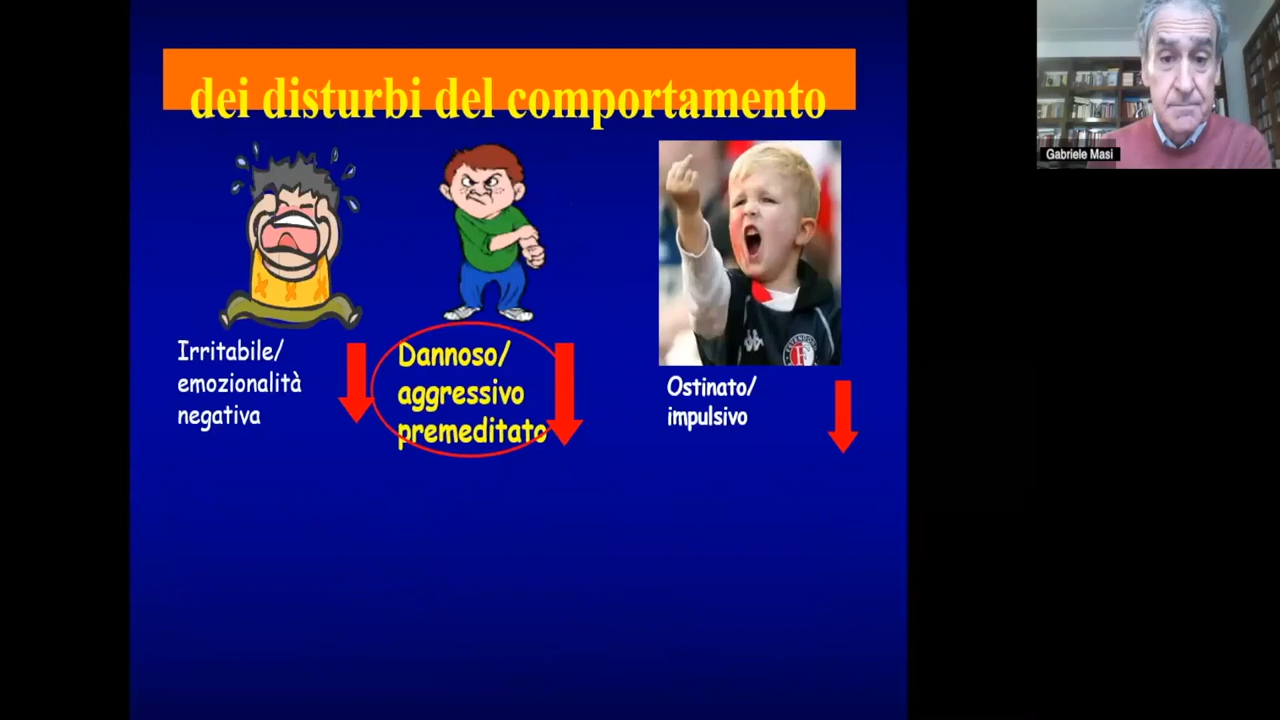 dei disturbi del comportamento
Gabriele Masi
Irritabile/
emozionalità
negativa
Dannoso/
aggressivo
premeditato
Ostinato/
impulsivo